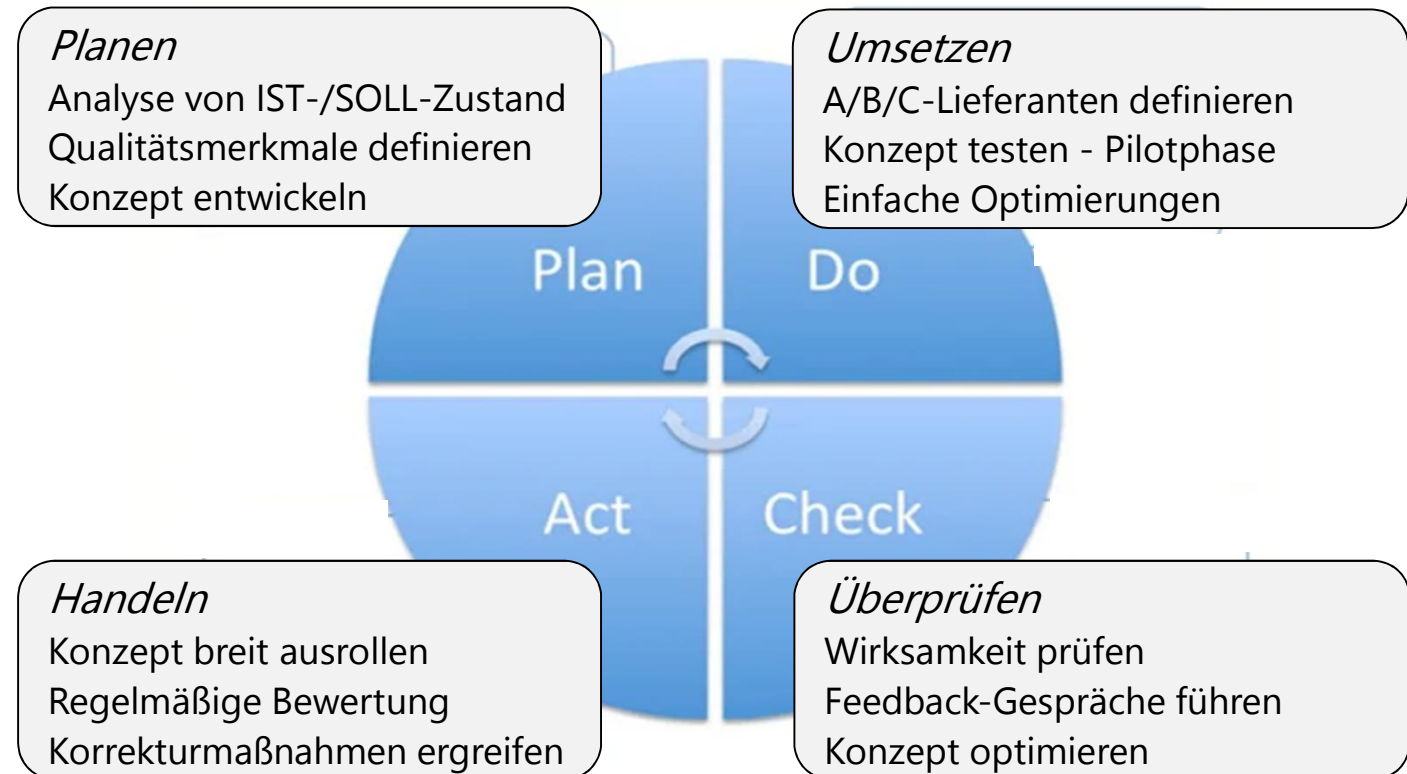 Planen
Analyse von IST-/SOLL-Zustand
Qualitätsmerkmale definieren
Konzept entwickeln
Umsetzen
A/B/C-Lieferanten definieren
Konzept testen - Pilotphase
Einfache Optimierungen
Plan
Do
Act
Check
Handeln
Konzept breit ausrollen
Regelmäßige Bewertung
Korrekturmaßnahmen ergreifen
Überprüfen
Wirksamkeit prüfen
Feedback-Gespräche führen
Konzept optimieren